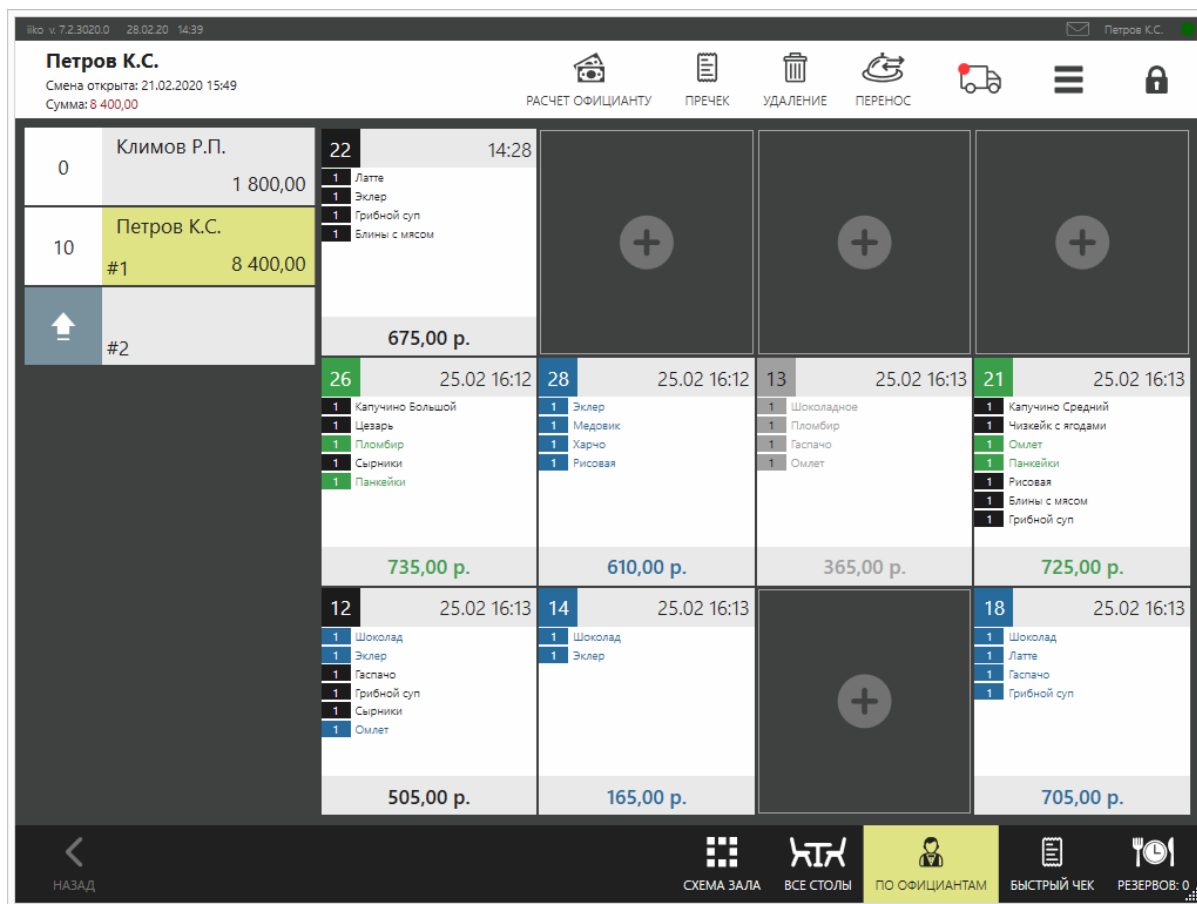 iiko v. 7.2.3020.0 28.02.20 14:39 Петров К.С.
Петров К.С.
Смена открыта: 21.02.2020 15:49
Сумма: 8 400,00
РАСЧЕТ ОФИЦИАНТУ ПРЕЧЕК УДАЛЕНИЕ ПЕРЕНОС
0 Климов Р.П.
1 800,00
10 Петров К.С.
#1 8 400,00
#2
22 14:28
1 Латте
1 Эклер
1 Грибной суп
1 Блины с мясом
675,00 р.
26 25.02 16:12
1 Капучино Большой
1 Цезарь
1 Пломбир
1 Сырники
1 Панкейки
735,00 р.
28 25.02 16:12
1 Эклер
1 Медовик
1 Харчо
1 Рисовая
610,00 р.
13 25.02 16:13
1 Шоколадное
1 Пломбир
1 Гаспачо
1 Омлет
365,00 р.
21 25.02 16:13
1 Капучино Средний
1 Чизкейк с ягодами
1 Омлет
1 Панкейки
1 Рисовая
1 Блины с мясом
1 Грибной суп
725,00 р.
12 25.02 16:13
1 Шоколад
1 Эклер
1 Гаспачо
1 Грибной суп
1 Сырники
1 Омлет
505,00 р.
14 25.02 16:13
1 Шоколад
1 Эклер
165,00 р.
18 25.02 16:13
1 Шоколад
1 Латте
1 Гаспачо
1 Грибной суп
705,00 р.
НАЗАД СХЕМА ЗАЛА ВСЕ СТОЛЫ ПО ОФИЦИАНТАМ БЫСТРЫЙ ЧЕК РЕЗЕРВОВ: 0